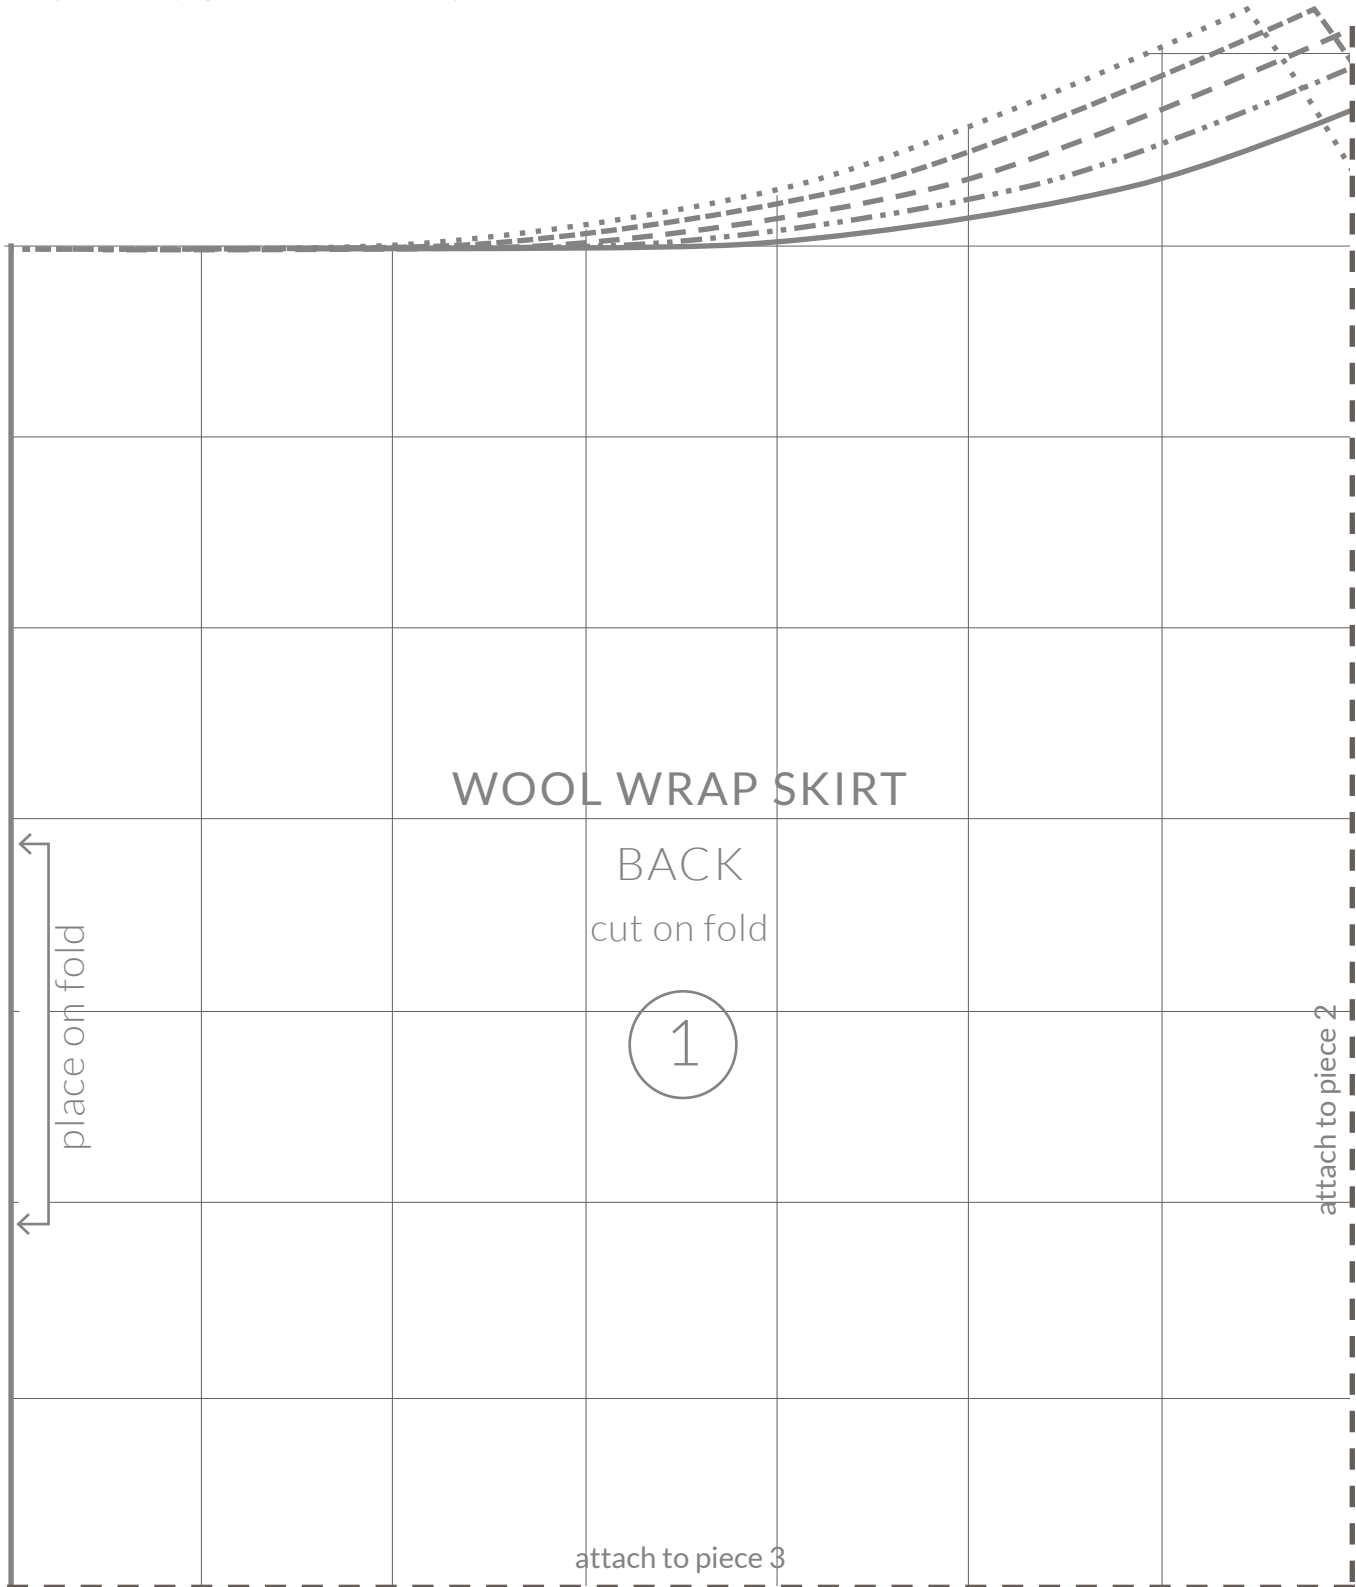 WOOL WRAP SKIRT
BACK
cut on fold
1
place on fold
attach to piece 2
attach to piece 3